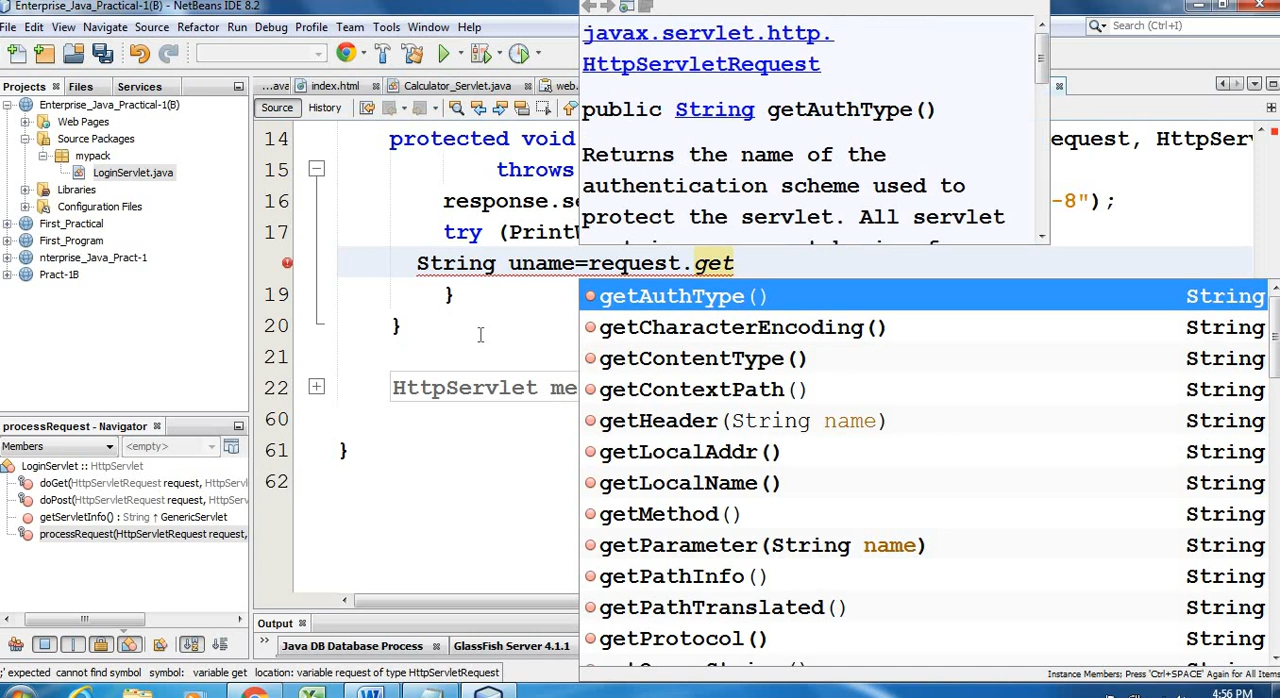 Enterprise_Java_Practical-1(B) - NetBeans IDE 8.2
File Edit View Navigate Source Refactor Run Debug Profile Team Tools Window Help
Search (Ctrl+I)
Projects Files Services
Enterprise_Java_Practical-1(B)
Web Pages
Source Packages
mypack
LoginServlet.java
Libraries
Configuration Files
First_Practical
First_Program
nterprise_Java_Pract-1
Pract-1B
processRequest - Navigator
Members <empty>
LoginServlet :: HttpServlet
doGet(HttpServletRequest request, HttpServl
doPost(HttpServletRequest request, HttpServ
getServletInfo() : String ↑ GenericServlet
processRequest(HttpServletRequest request,
...ava index.html Calculator_Servlet.java web.
Source History
14 protected void
equest, HttpSer
15 throws
16 response.se
-8");
17 try (PrintW
String uname=request.get
19 }
20 }
21
22 HttpServlet me
60
61 }
62
javax.servlet.http.
HttpServletRequest
public String getAuthType()
Returns the name of the
authentication scheme used to
protect the servlet. All servlet
getAuthType() String
getCharacterEncoding() String
getContentType() String
getContextPath() String
getHeader(String name) String
getLocalAddr() String
getLocalName() String
getMethod() String
getParameter(String name) String
getPathInfo() String
getPathTranslated() String
getProtocol() String
Output
Java DB Database Process GlassFish Server 4.1.1
;' expected cannot find symbol symbol: variable get location: variable request of type HttpServletRequest
Instance Members; Press 'Ctrl+SPACE' Again for All Items
4:56 PM